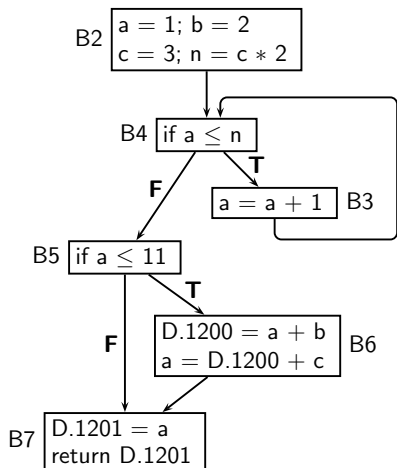 B2
a = 1; b = 2
c = 3; n = c ∗ 2
B4
if a ≤ n
T
F
a = a + 1
B3
B5
if a ≤ 11
T
F
D.1200 = a + b
a = D.1200 + c
B6
B7
D.1201 = a
return D.1201